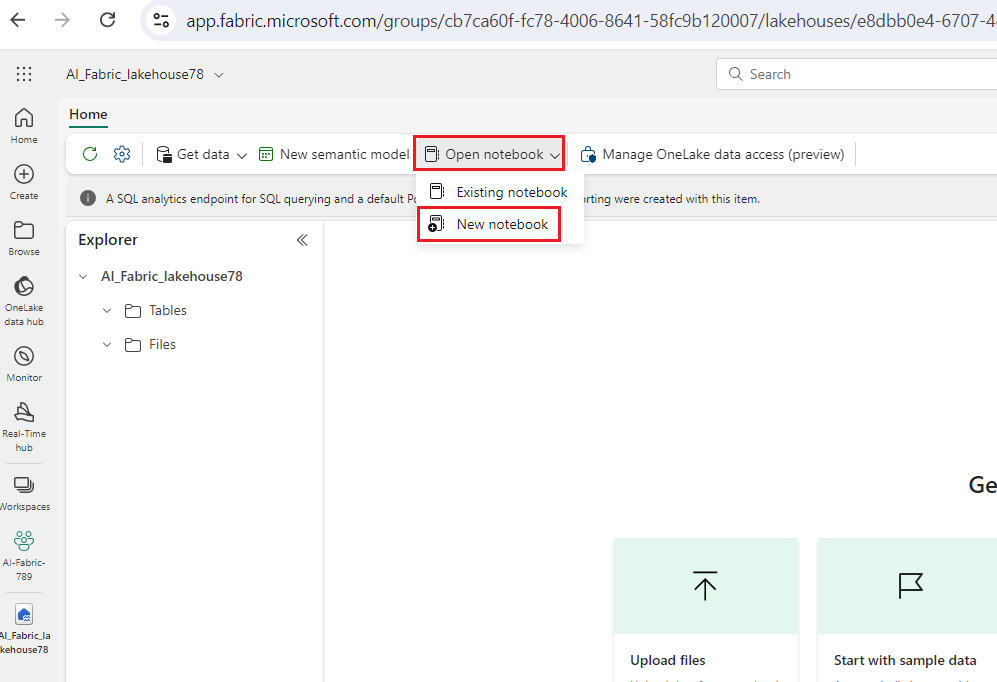 app.fabric.microsoft.com/groups/cb7ca60f-fc78-4006-8641-58fc9b120007/lakehouses/e8dbb0e4-6707-4
AI_Fabric_lakehouse78
Search
Home
Get data
New semantic model
Open notebook
Manage OneLake data access (preview)
Existing notebook
New notebook
A SQL analytics endpoint for SQL querying and a default Po
orting were created with this item.
Home
Create
Browse
OneLake
data hub
Monitor
Real-Time
hub
Workspaces
AI-Fabric-
789
AI_Fabric_la
kehouse78
Explorer
AI_Fabric_lakehouse78
Tables
Files
Ge
Upload files
Start with sample data